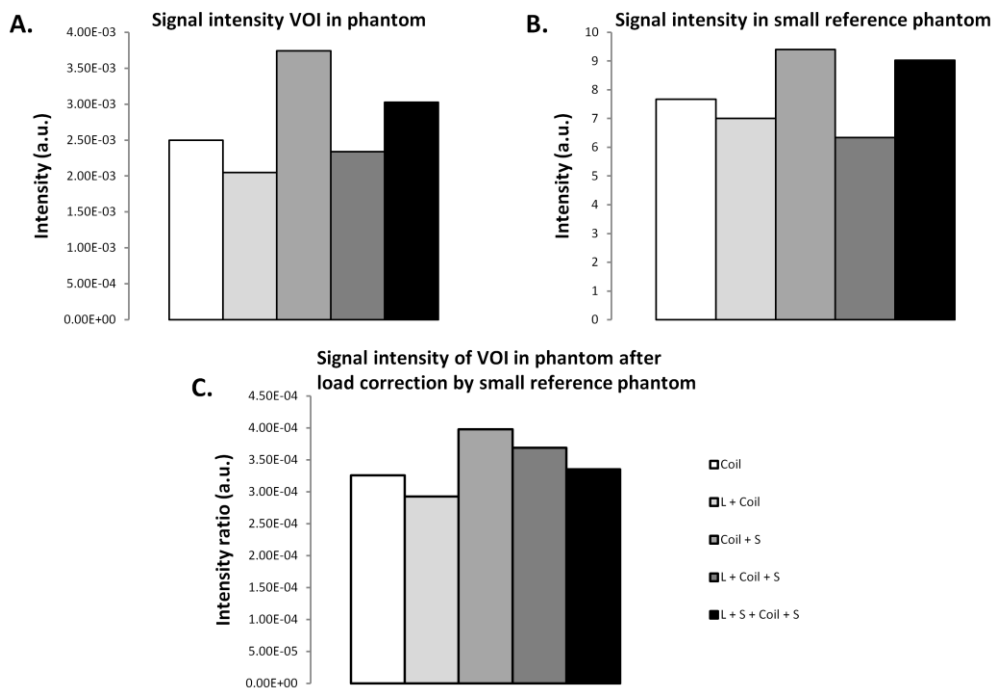 A.
Signal intensity VOI in phantom
Intensity (a.u.)
4.00E-03
3.50E-03
3.00E-03
2.50E-03
2.00E-03
1.50E-03
1.00E-03
5.00E-04
0.00E+00
B.
Signal intensity in small reference phantom
Intensity (a.u.)
10
9
8
7
6
5
4
3
2
1
0
C.
Signal intensity of VOI in phantom after
load correction by small reference phantom
Intensity ratio (a.u.)
4.50E-04
4.00E-04
3.50E-04
3.00E-04
2.50E-04
2.00E-04
1.50E-04
1.00E-04
5.00E-05
0.00E+00
Coil
L + Coil
Coil + S
L + Coil + S
L + S + Coil + S